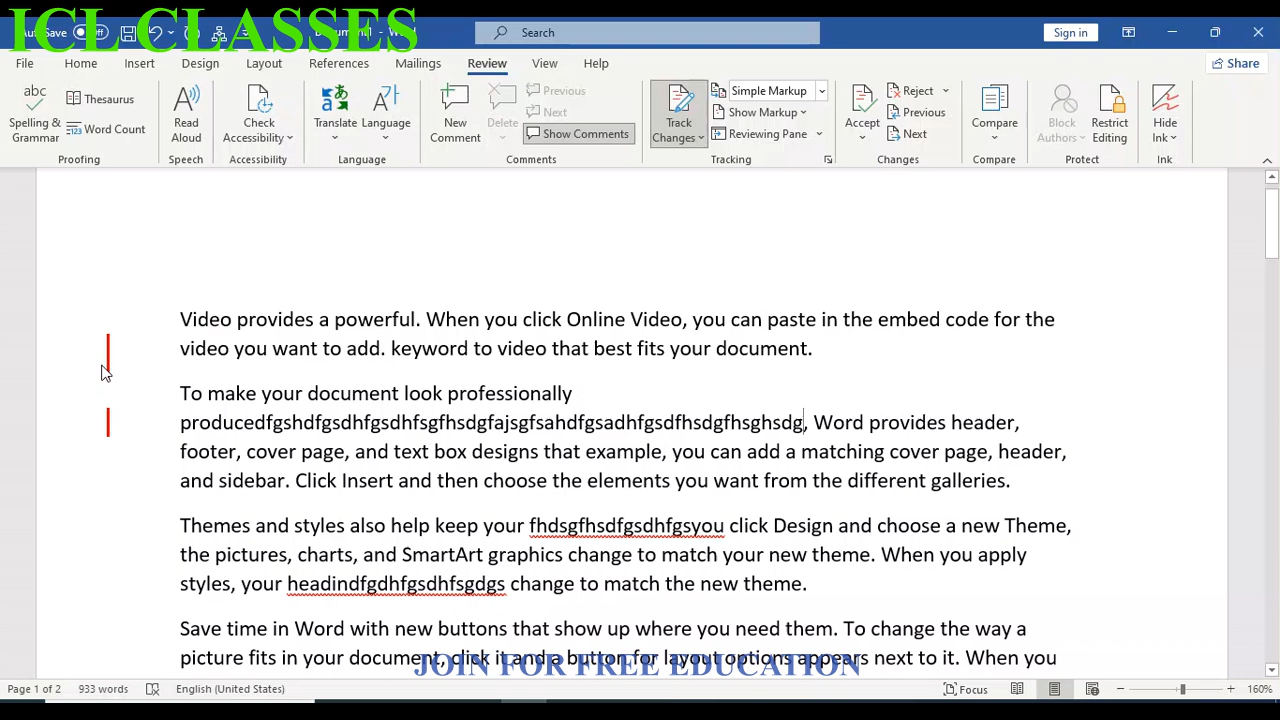 ICL CLASSES
Search
Sign in
File Home Insert Design Layout References Mailings Review View Help
Share
Spelling & Grammar
Thesaurus
Word Count
Proofing
Read Aloud
Speech
Check Accessibility
Accessibility
Translate
Language
Language
New Comment
Delete
Previous
Next
Show Comments
Comments
Track Changes
Simple Markup
Show Markup
Reviewing Pane
Tracking
Accept
Reject
Previous
Next
Changes
Compare
Compare
Block Authors
Restrict Editing
Protect
Hide Ink
Ink
Video provides a powerful. When you click Online Video, you can paste in the embed code for the
video you want to add. keyword to video that best fits your document.
To make your document look professionally
producedfgshdfgsdhfgsdhfsgfhsdgfajsgfsahdfgsadhfgsdfhsdgfhsghsdg, Word provides header,
footer, cover page, and text box designs that example, you can add a matching cover page, header,
and sidebar. Click Insert and then choose the elements you want from the different galleries.
Themes and styles also help keep your fhdsgfhsdfgsdhfgsyou click Design and choose a new Theme,
the pictures, charts, and SmartArt graphics change to match your new theme. When you apply
styles, your headindfgdhfgsdhfsgdgs change to match the new theme.
Save time in Word with new buttons that show up where you need them. To change the way a
picture fits in your document, click it and a button for layout options appears next to it. When you
JOIN FOR FREE EDUCATION
Page 1 of 2 933 words English (United States) Focus 160%